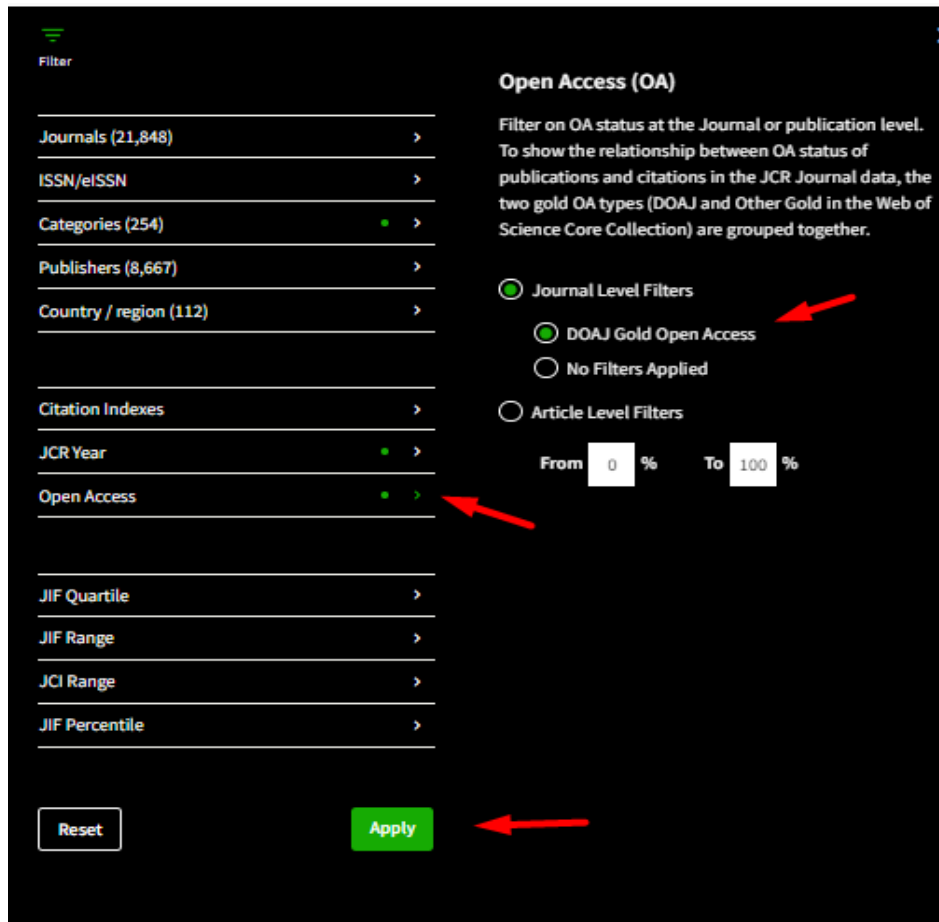 Filter
Journals (21,848)
ISSN/eISSN
Categories (254)
Publishers (8,667)
Country / region (112)
Citation Indexes
JCR Year
Open Access
JIF Quartile
JIF Range
JCI Range
JIF Percentile
Reset
Apply
Open Access (OA)
Filter on OA status at the Journal or publication level.
To show the relationship between OA status of
publications and citations in the JCR Journal data, the
two gold OA types (DOAJ and Other Gold in the Web of
Science Core Collection) are grouped together.
Journal Level Filters
DOAJ Gold Open Access
No Filters Applied
Article Level Filters
From 0 % To 100 %